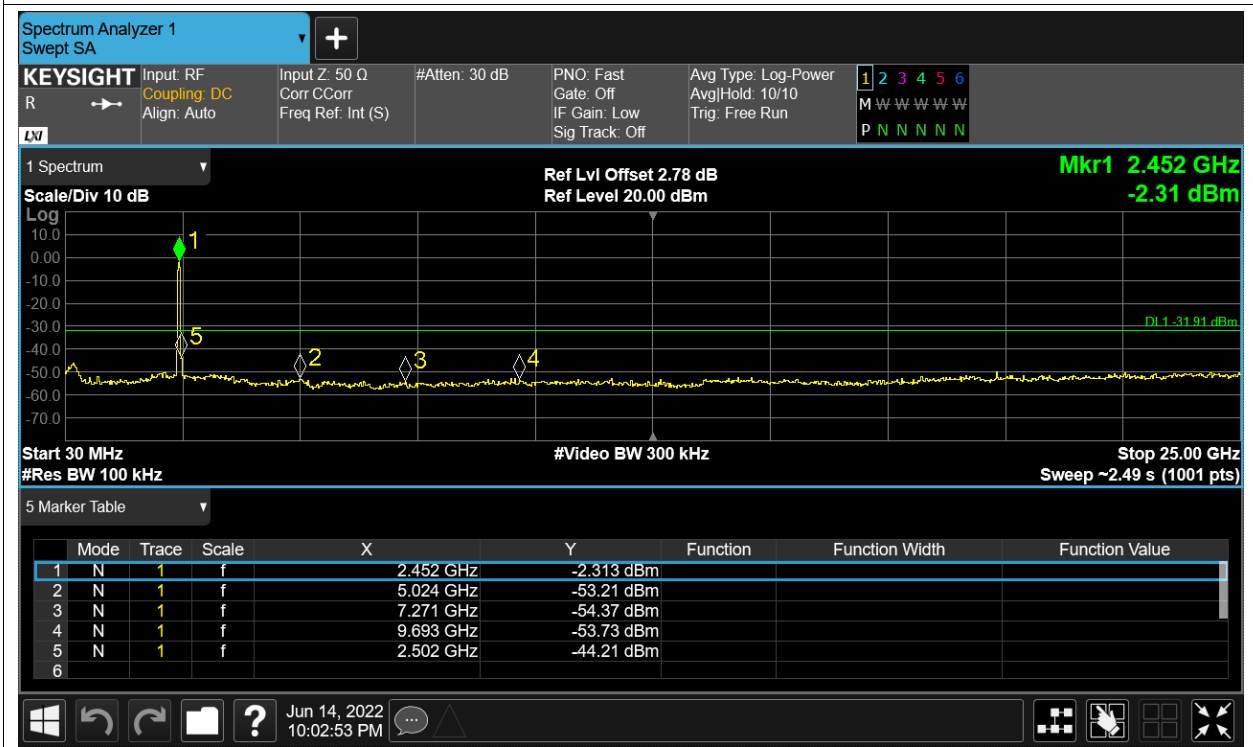 Spectrum Analyzer 1
Swept SA
KEYSIGHT Input: RF Input Z: 50 Ω #Atten: 30 dB PNO: Fast Avg Type: Log-Power 1 2 3 4 5 6
R Coupling: DC Corr CCorr Gate: Off Avg|Hold: 10/10 M W W W W W
Align: Auto Freq Ref: Int (S) IF Gain: Low Trig: Free Run
LXI Sig Track: Off P N N N N N
1 Spectrum
Ref Lvl Offset 2.78 dB Mkr1 2.452 GHz
Scale/Div 10 dB Ref Level 20.00 dBm -2.31 dBm
Log
10.0
0.00
-10.0
-20.0
-30.0
-40.0
-50.0
-60.0
-70.0
1
DL1 -31.91 dBm
5
2
3
4
Start 30 MHz #Video BW 300 kHz Stop 25.00 GHz
#Res BW 100 kHz Sweep ~2.49 s (1001 pts)
5 Marker Table
Mode Trace Scale X Y Function Function Width Function Value
1 N 1 f 2.452 GHz -2.313 dBm
2 N 1 f 5.024 GHz -53.21 dBm
3 N 1 f 7.271 GHz -54.37 dBm
4 N 1 f 9.693 GHz -53.73 dBm
5 N 1 f 2.502 GHz -44.21 dBm
6
? Jun 14, 2022
10:02:53 PM